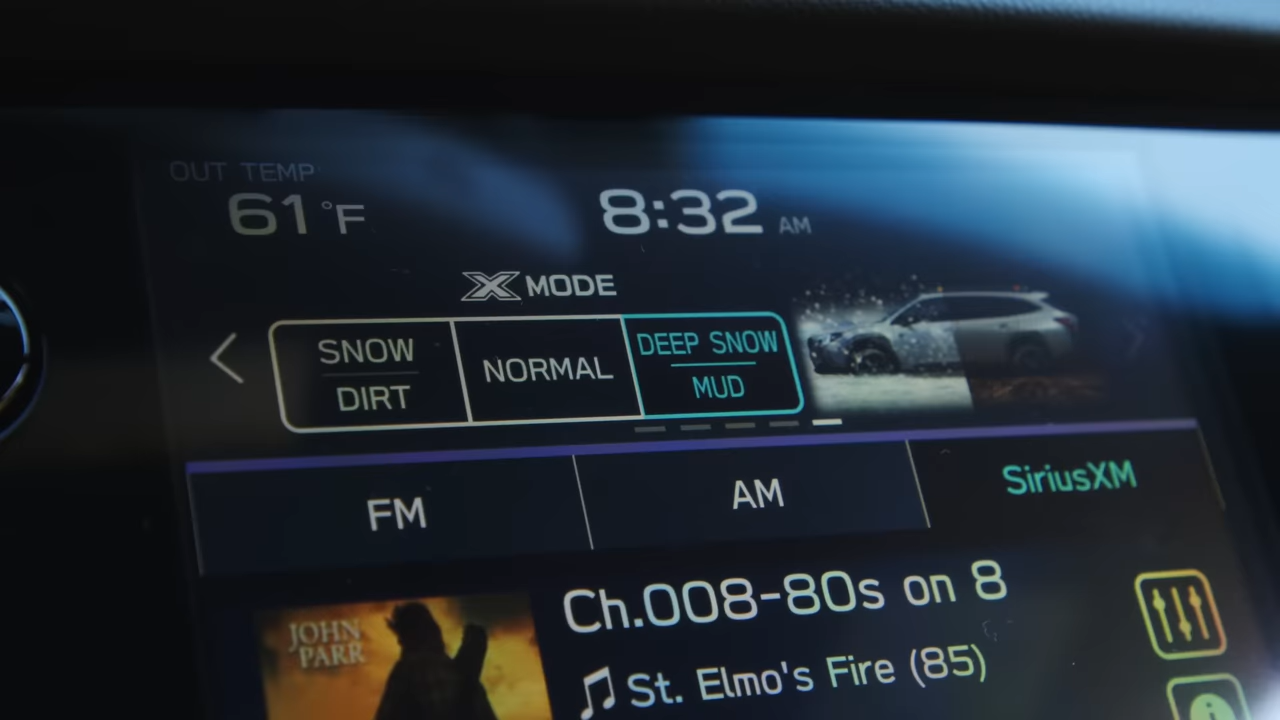 OUT TEMP
61°F
8:32 AM
X MODE
SNOW
DIRT
NORMAL
DEEP SNOW
MUD
FM
AM
SiriusXM
Ch.008-80s on 8
JOHN
PARR
St. Elmo's Fire (85)